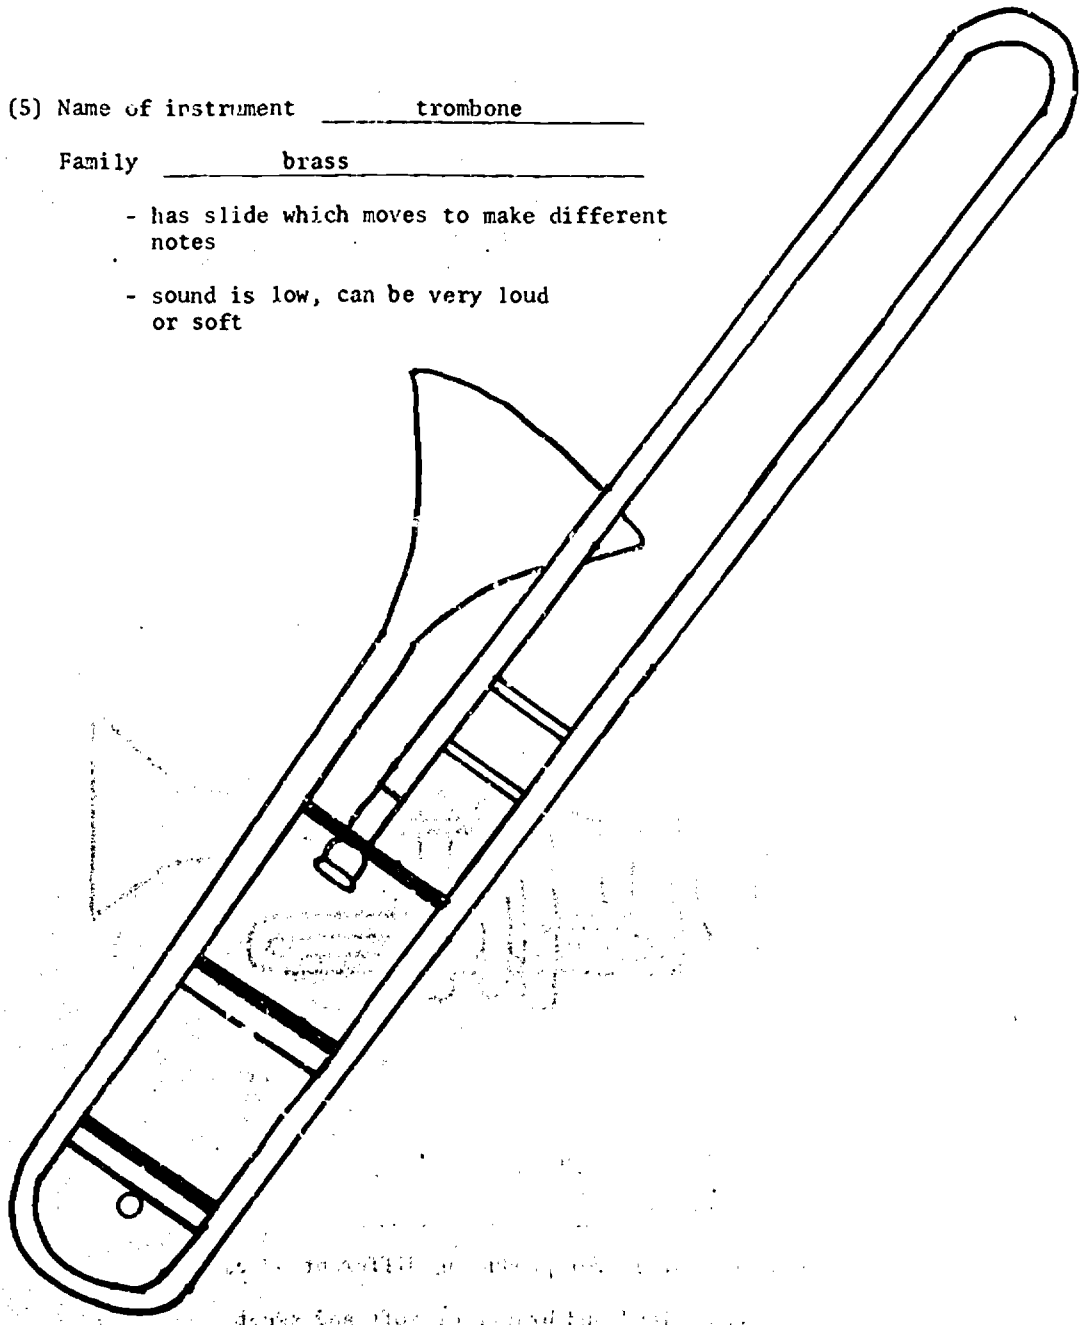 (5) Name of instrument trombone
Family brass
- has slide which moves to make different
notes
- sound is low, can be very loud
or soft